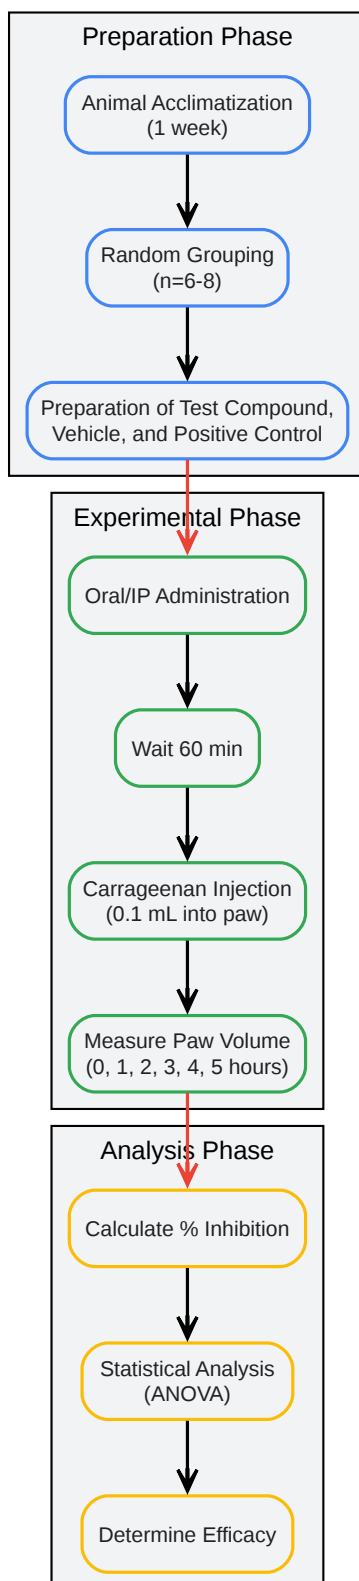 Preparation Phase
Animal Acclimatization
(1 week)
Random Grouping
(n=6-8)
Preparation of Test Compound,
Vehicle, and Positive Control
Experimental Phase
Oral/IP Administration
Wait 60 min
Carrageenan Injection
(0.1 mL into paw)
Measure Paw Volume
(0, 1, 2, 3, 4, 5 hours)
Analysis Phase
Calculate % Inhibition
Statistical Analysis
(ANOVA)
Determine Efficacy